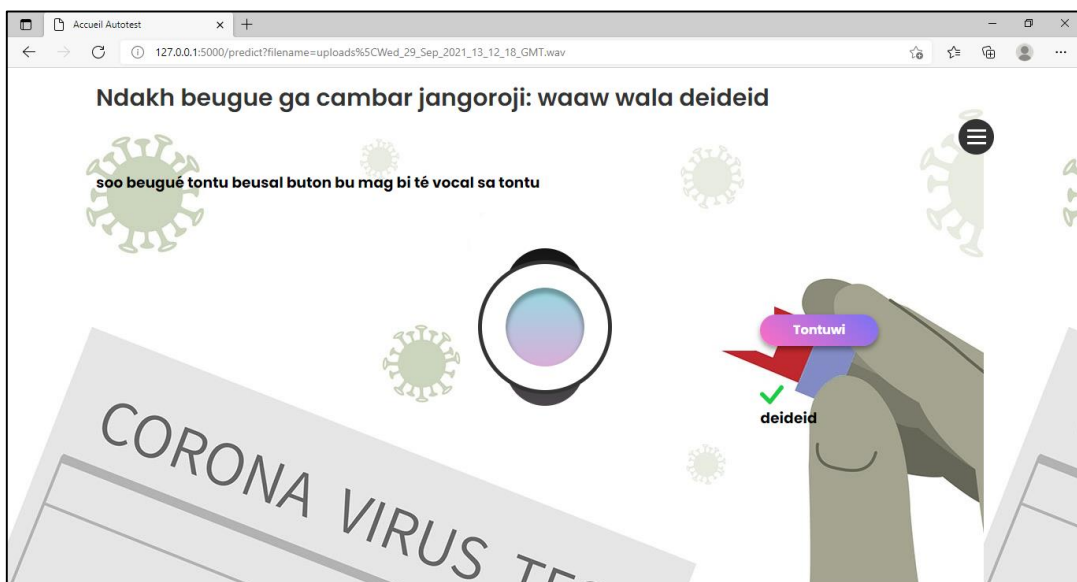 Accueil Autotest
127.0.0.1:5000/predict?filename=uploads%5CWed_29_Sep_2021_13_12_18_GMT.wav
Ndakh beugue ga cambar jangoroji: waaw wala deideid
soo beugué tontu beusal buton bu mag bi té vocal sa tontu
Tontuwi
deideid
CORONA VIRUS